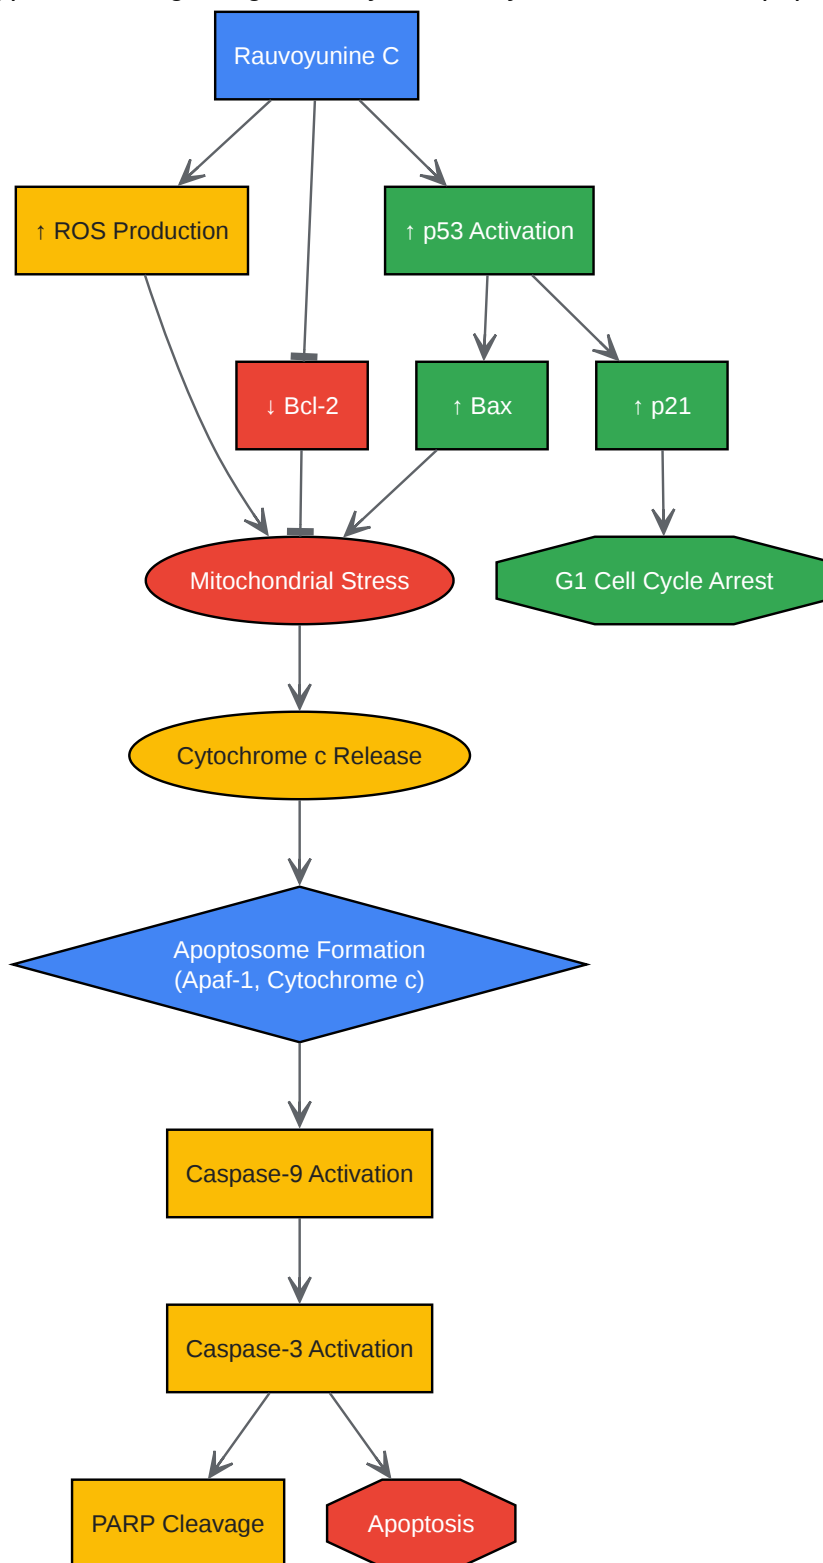 Rauvoyunine C
↑ ROS Production
↑ p53 Activation
↓ Bcl-2
↑ Bax
↑ p21
Mitochondrial Stress
G1 Cell Cycle Arrest
Cytochrome c Release
Apoptosome Formation
(Apaf-1, Cytochrome c)
Caspase-9 Activation
Caspase-3 Activation
PARP Cleavage
Apoptosis